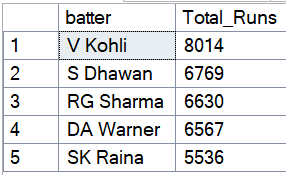 batter Total_Runs
1 V Kohli 8014
2 S Dhawan 6769
3 RG Sharma 6630
4 DA Warner 6567
5 SK Raina 5536